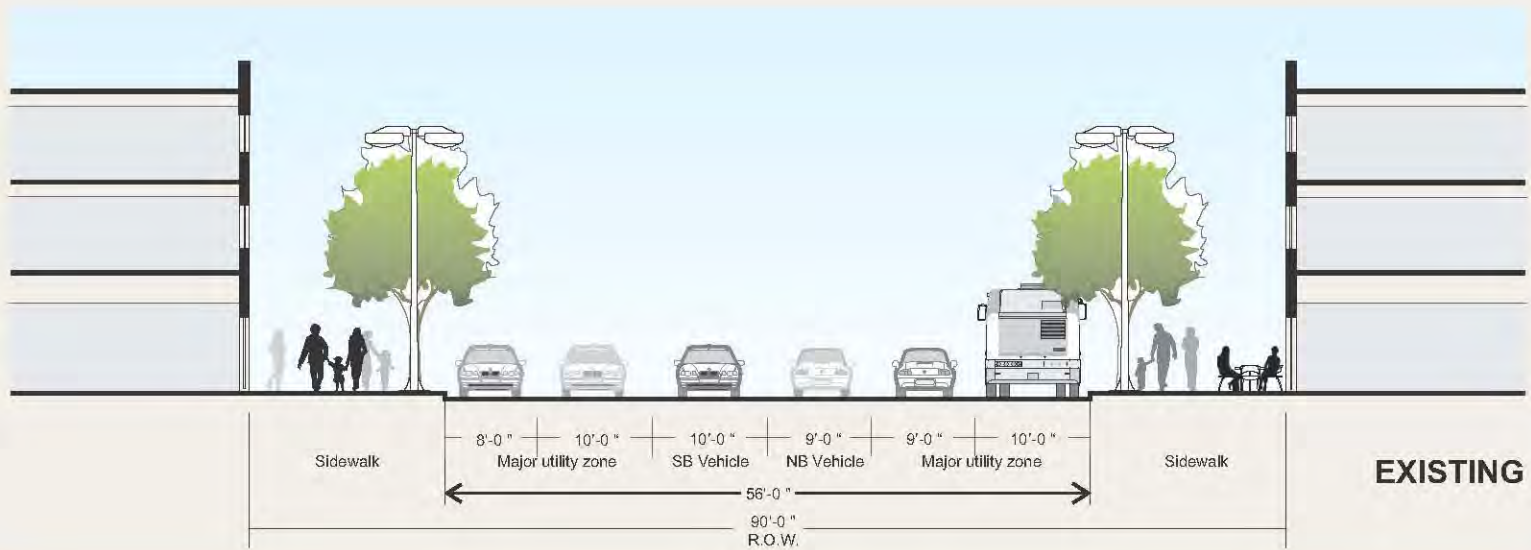 8'-0 "
10'-0 "
10'-0 "
9'-0 "
9'-0 "
10'-0 "
Sidewalk
Major utility zone
SB Vehicle
NB Vehicle
Major utility zone
Sidewalk
EXISTING
56'-0 "
90'-0 "
R.O.W.